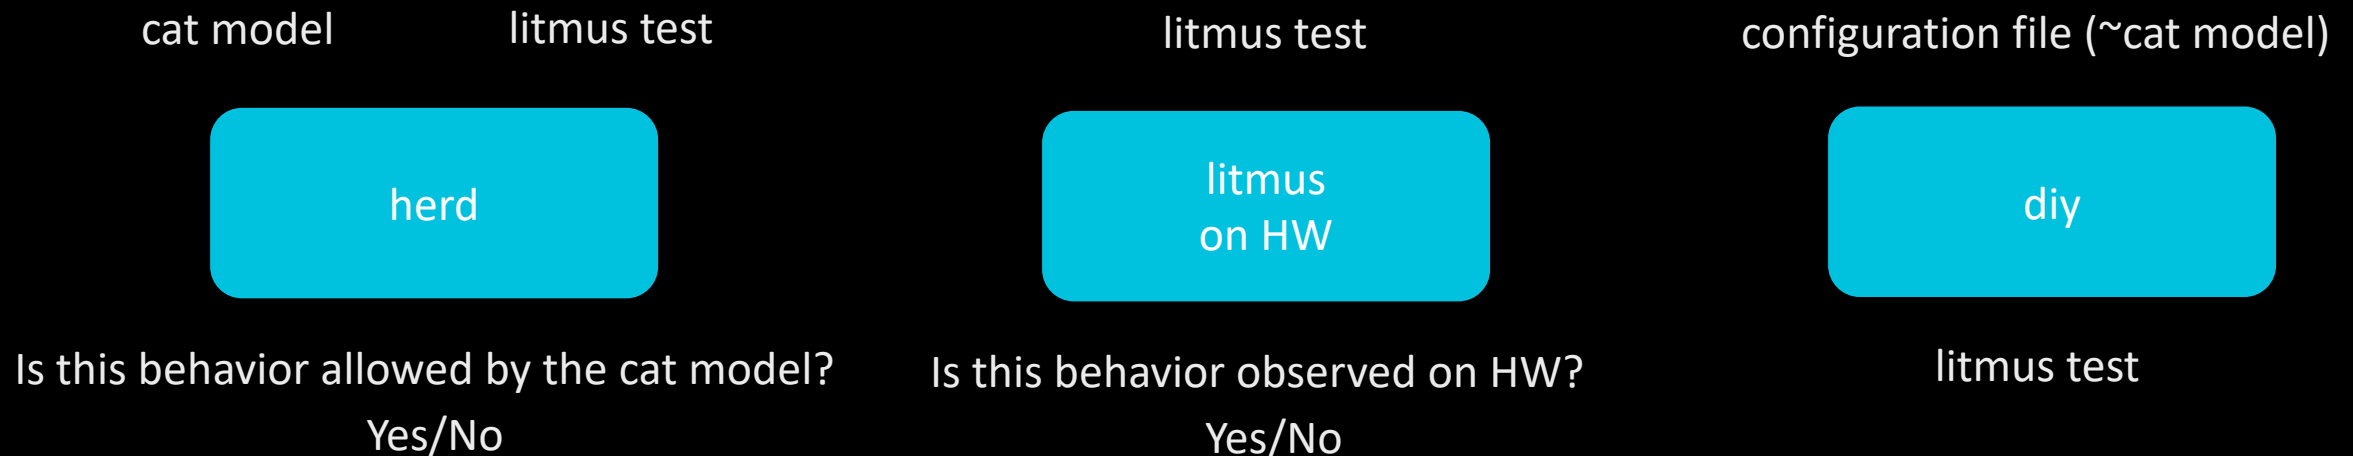 cat model
litmus test
herd
Is this behavior allowed by the cat model?
Yes/No
litmus test
litmus
on HW
Is this behavior observed on HW?
Yes/No
configuration file (~cat model)
diy
litmus test